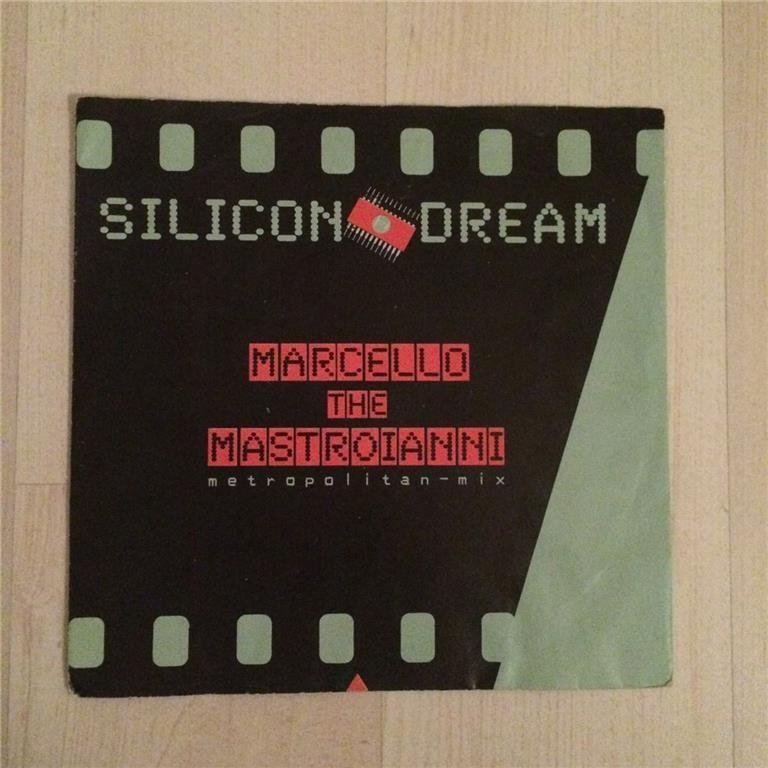 SILICON DREAM
MARCELLO
THE
MASTROIANNI
metropolitan-mix